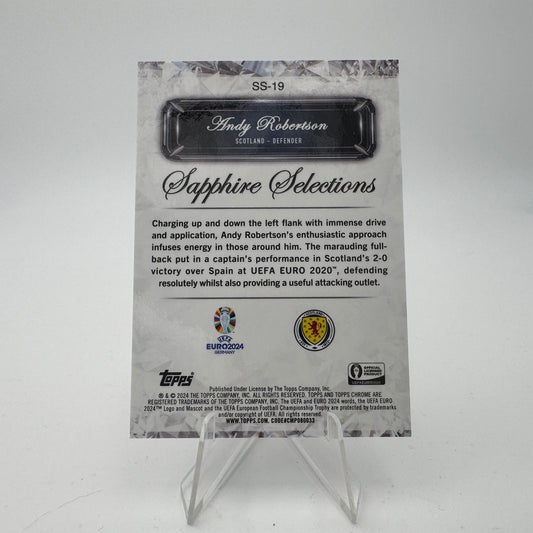 SS-19
Andy Robertson
SCOTLAND - DEFENDER
Sapphire Selections
Charging up and down the left flank with immense drive
and application, Andy Robertson's enthusiastic approach
infuses energy in those around him. The marauding full-
back put in a captain's performance in Scotland's 2-0
victory over Spain at UEFA EURO 2020™, defending
resolutely whilst also providing a useful attacking outlet.
UEFA
EURO2024
GERMANY
SCOTLAND
Topps
OFFICIAL
LICENSED
PRODUCT
Published Under License by The Topps Company, Inc.
® & © 2024 THE TOPPS COMPANY, INC. ALL RIGHTS RESERVED. TOPPS AND TOPPS CHROME ARE
REGISTERED TRADEMARKS OF THE TOPPS COMPANY, INC. The UEFA and EURO 2024 words, the UEFA EURO
2024™ Logo and Mascot and the UEFA European Football Championship Trophy are protected by trademarks
and/or copyright of UEFA. All rights reserved.
WWW.TOPPS.COM. CODE#CMP080033